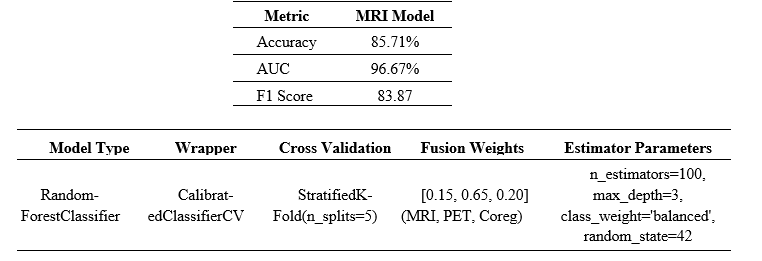 Metric MRI Model
Accuracy 85.71%
AUC 96.67%
F1 Score 83.87
Model Type Wrapper Cross Validation Fusion Weights Estimator Parameters
n_estimators=100,
Random- Calibrat- StratifiedK- [0.15, 0.65, 0.20] max_depth=3,
ForestClassifier edClassifierCV Fold(n_splits=5) (MRI, PET, Coreg) class_weight='balanced',
random_state=42